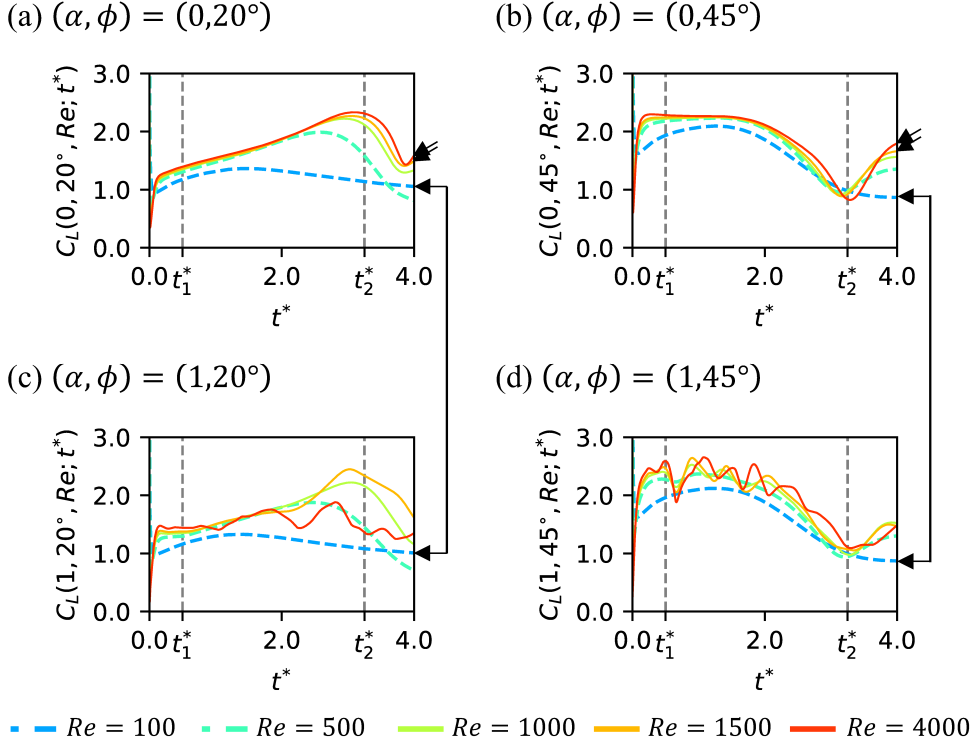 (a) (α, ϕ) = (0,20°)
(b) (α, ϕ) = (0,45°)
C_L(0, 20°, Re; t*)
3.0
2.0
1.0
0.0
0.0 t₁* 2.0 t₂* 4.0
t*
C_L(0, 45°, Re; t*)
3.0
2.0
1.0
0.0
0.0 t₁* 2.0 t₂* 4.0
t*
(c) (α, ϕ) = (1,20°)
(d) (α, ϕ) = (1,45°)
C_L(1, 20°, Re; t*)
3.0
2.0
1.0
0.0
0.0 t₁* 2.0 t₂* 4.0
t*
C_L(1, 45°, Re; t*)
3.0
2.0
1.0
0.0
0.0 t₁* 2.0 t₂* 4.0
t*
Re = 100 Re = 500 Re = 1000 Re = 1500 Re = 4000